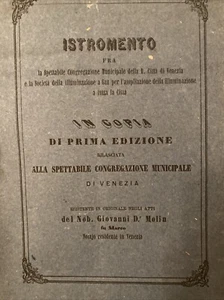 ISTROMENTO
FRA
la Spettabile Congregazione Municipale della R. Città di Venezia
e la Società della Illuminazione a Gaz per l'ampliazione della Illuminazione
a tutta la Città
IN COPIA
DI PRIMA EDIZIONE
RILASCIATA
ALLA SPETTABILE CONGREGAZIONE MUNICIPALE
DI VENEZIA
ESISTENTE IN ORIGINALE NEGLI ATTI
del Nob. Giovanni D.r Molin
fu Marco
Notajo residente in Venezia